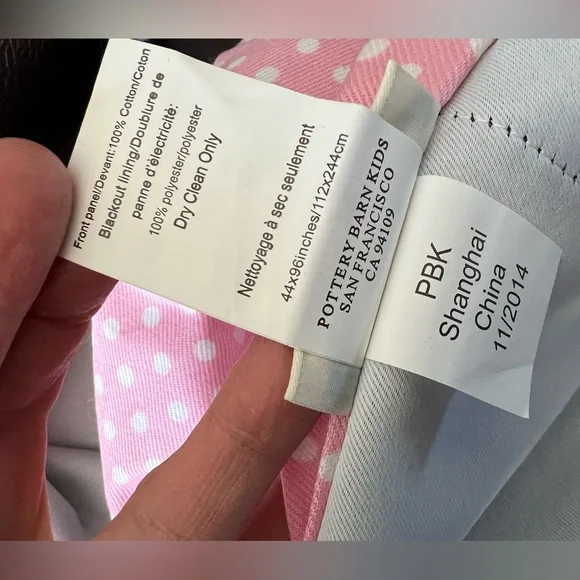 Front panel/Devant:100% Cotton/Coton
Blackout lining/Doublure de
panne d'électricité:
100% polyester/polyester
Dry Clean Only
Nettoyage à sec seulement
44x96inches/112x244cm
POTTERY BARN KIDS
SAN FRANCISCO
CA 94109
PBK
Shanghai
China
11/2014